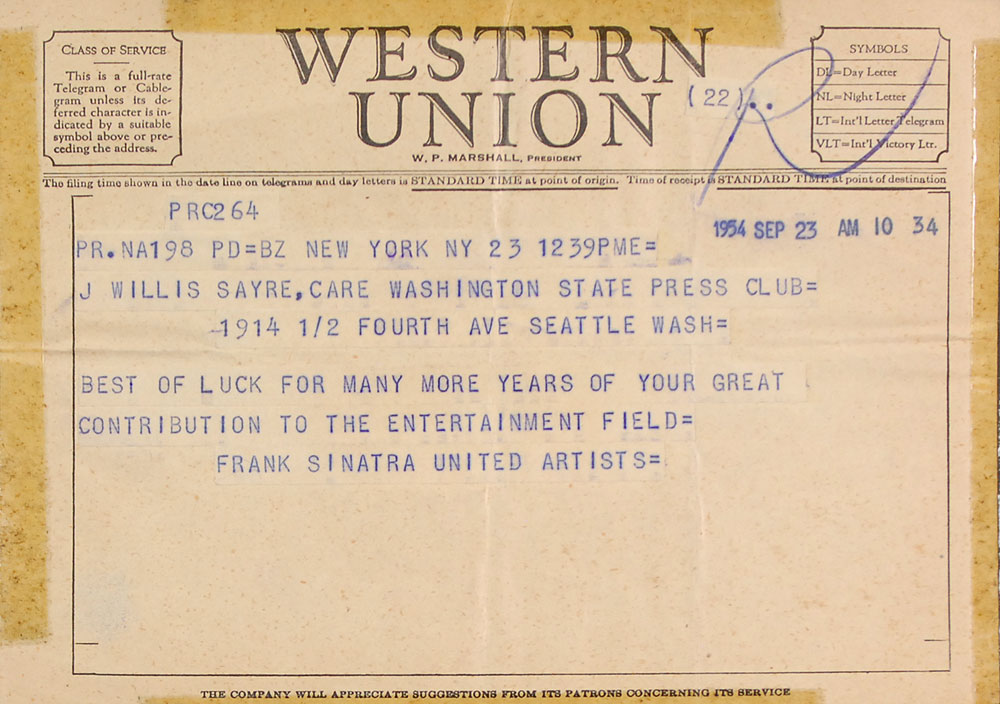 CLASS OF SERVICE
This is a full-rate
Telegram or Cable-
gram unless its de-
ferred character is in-
dicated by a suitable
symbol above or pre-
ceding the address.
WESTERN
UNION
W. P. MARSHALL, PRESIDENT
(22)..
SYMBOLS
DL=Day Letter
NL=Night Letter
LT=Int'l Letter Telegram
VLT=Int'l Victory Ltr.
The filing time shown in the date line on telegrams and day letters is STANDARD TIME at point of origin. Time of receipt is STANDARD TIME at point of destination
PRC264
1954 SEP 23 AM 10 34
PR.NA198 PD=BZ NEW YORK NY 23 1239PME=
J WILLIS SAYRE,CARE WASHINGTON STATE PRESS CLUB=
1914 1/2 FOURTH AVE SEATTLE WASH=
BEST OF LUCK FOR MANY MORE YEARS OF YOUR GREAT
CONTRIBUTION TO THE ENTERTAINMENT FIELD=
FRANK SINATRA UNITED ARTISTS=
THE COMPANY WILL APPRECIATE SUGGESTIONS FROM ITS PATRONS CONCERNING ITS SERVICE